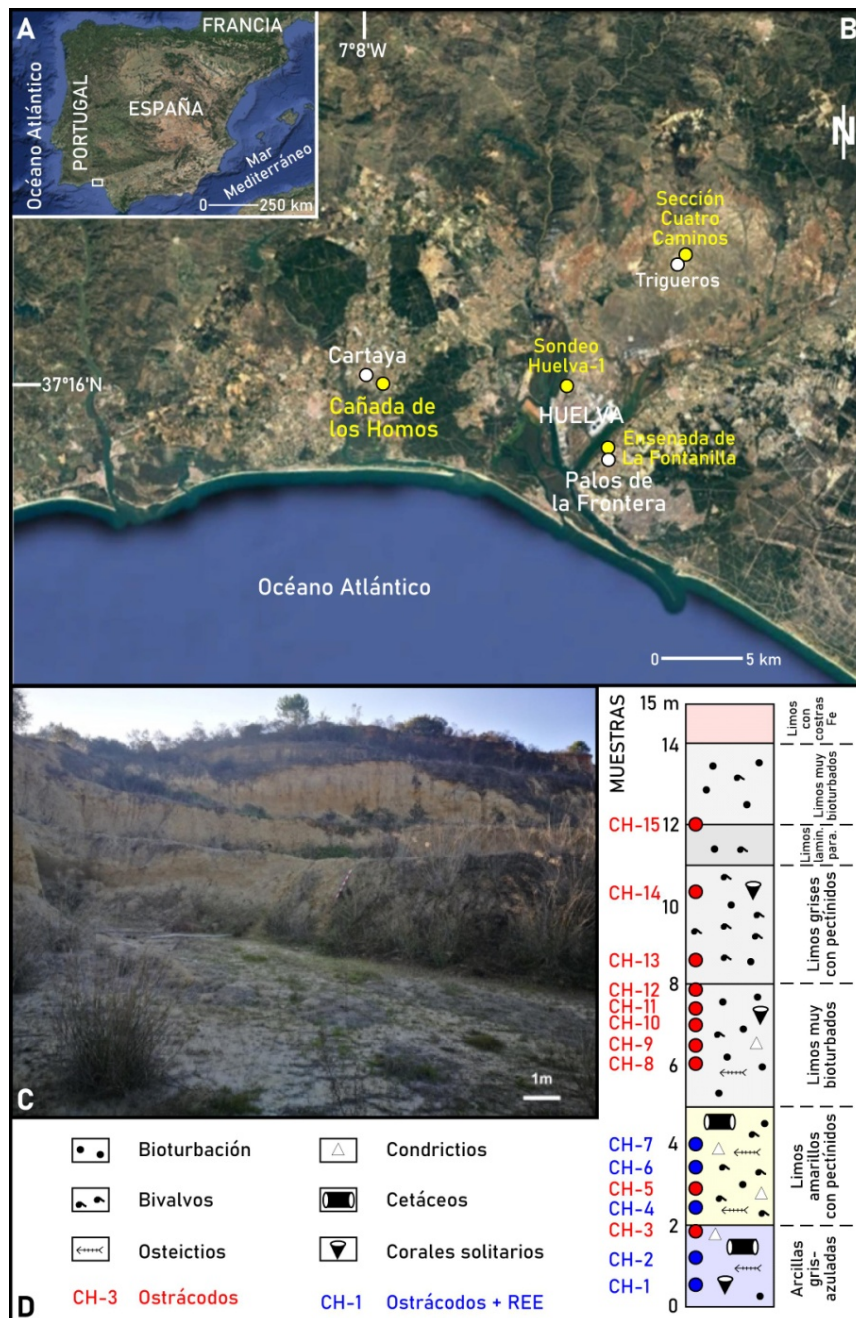 A
FRANCIA
Océano Atlántico
PORTUGAL
ESPAÑA
Mar
Mediterráneo
0 250 km
7°8'W
B
N
Sección
Cuatro
Caminos
Trigueros
Cartaya
Sondeo
Huelva-1
37°16'N
Cañada de
los Homos
HUELVA
Ensenada de
La Fontanilla
Palos de
la Frontera
Océano Atlántico
0 5 km
C
1m
MUESTRAS
15 m
Limos
con
costras
Fe
14
Limos muy
bioturbados
CH-15
12
Limos
lamin.
para.
CH-14
10
Limos grises
con pectínidos
CH-13
8
CH-12
CH-11
CH-10
CH-9
CH-8
6
Limos muy
bioturbados
CH-7
4
CH-6
CH-5
CH-4
Limos
amarillos
con pectínidos
2
CH-3
CH-2
CH-1
0
Arcillas
gris-
azuladas
Bioturbación
Condrictios
Bivalvos
Cetáceos
Osteictios
Corales solitarios
D
CH-3 Ostrácodos
CH-1 Ostrácodos + REE